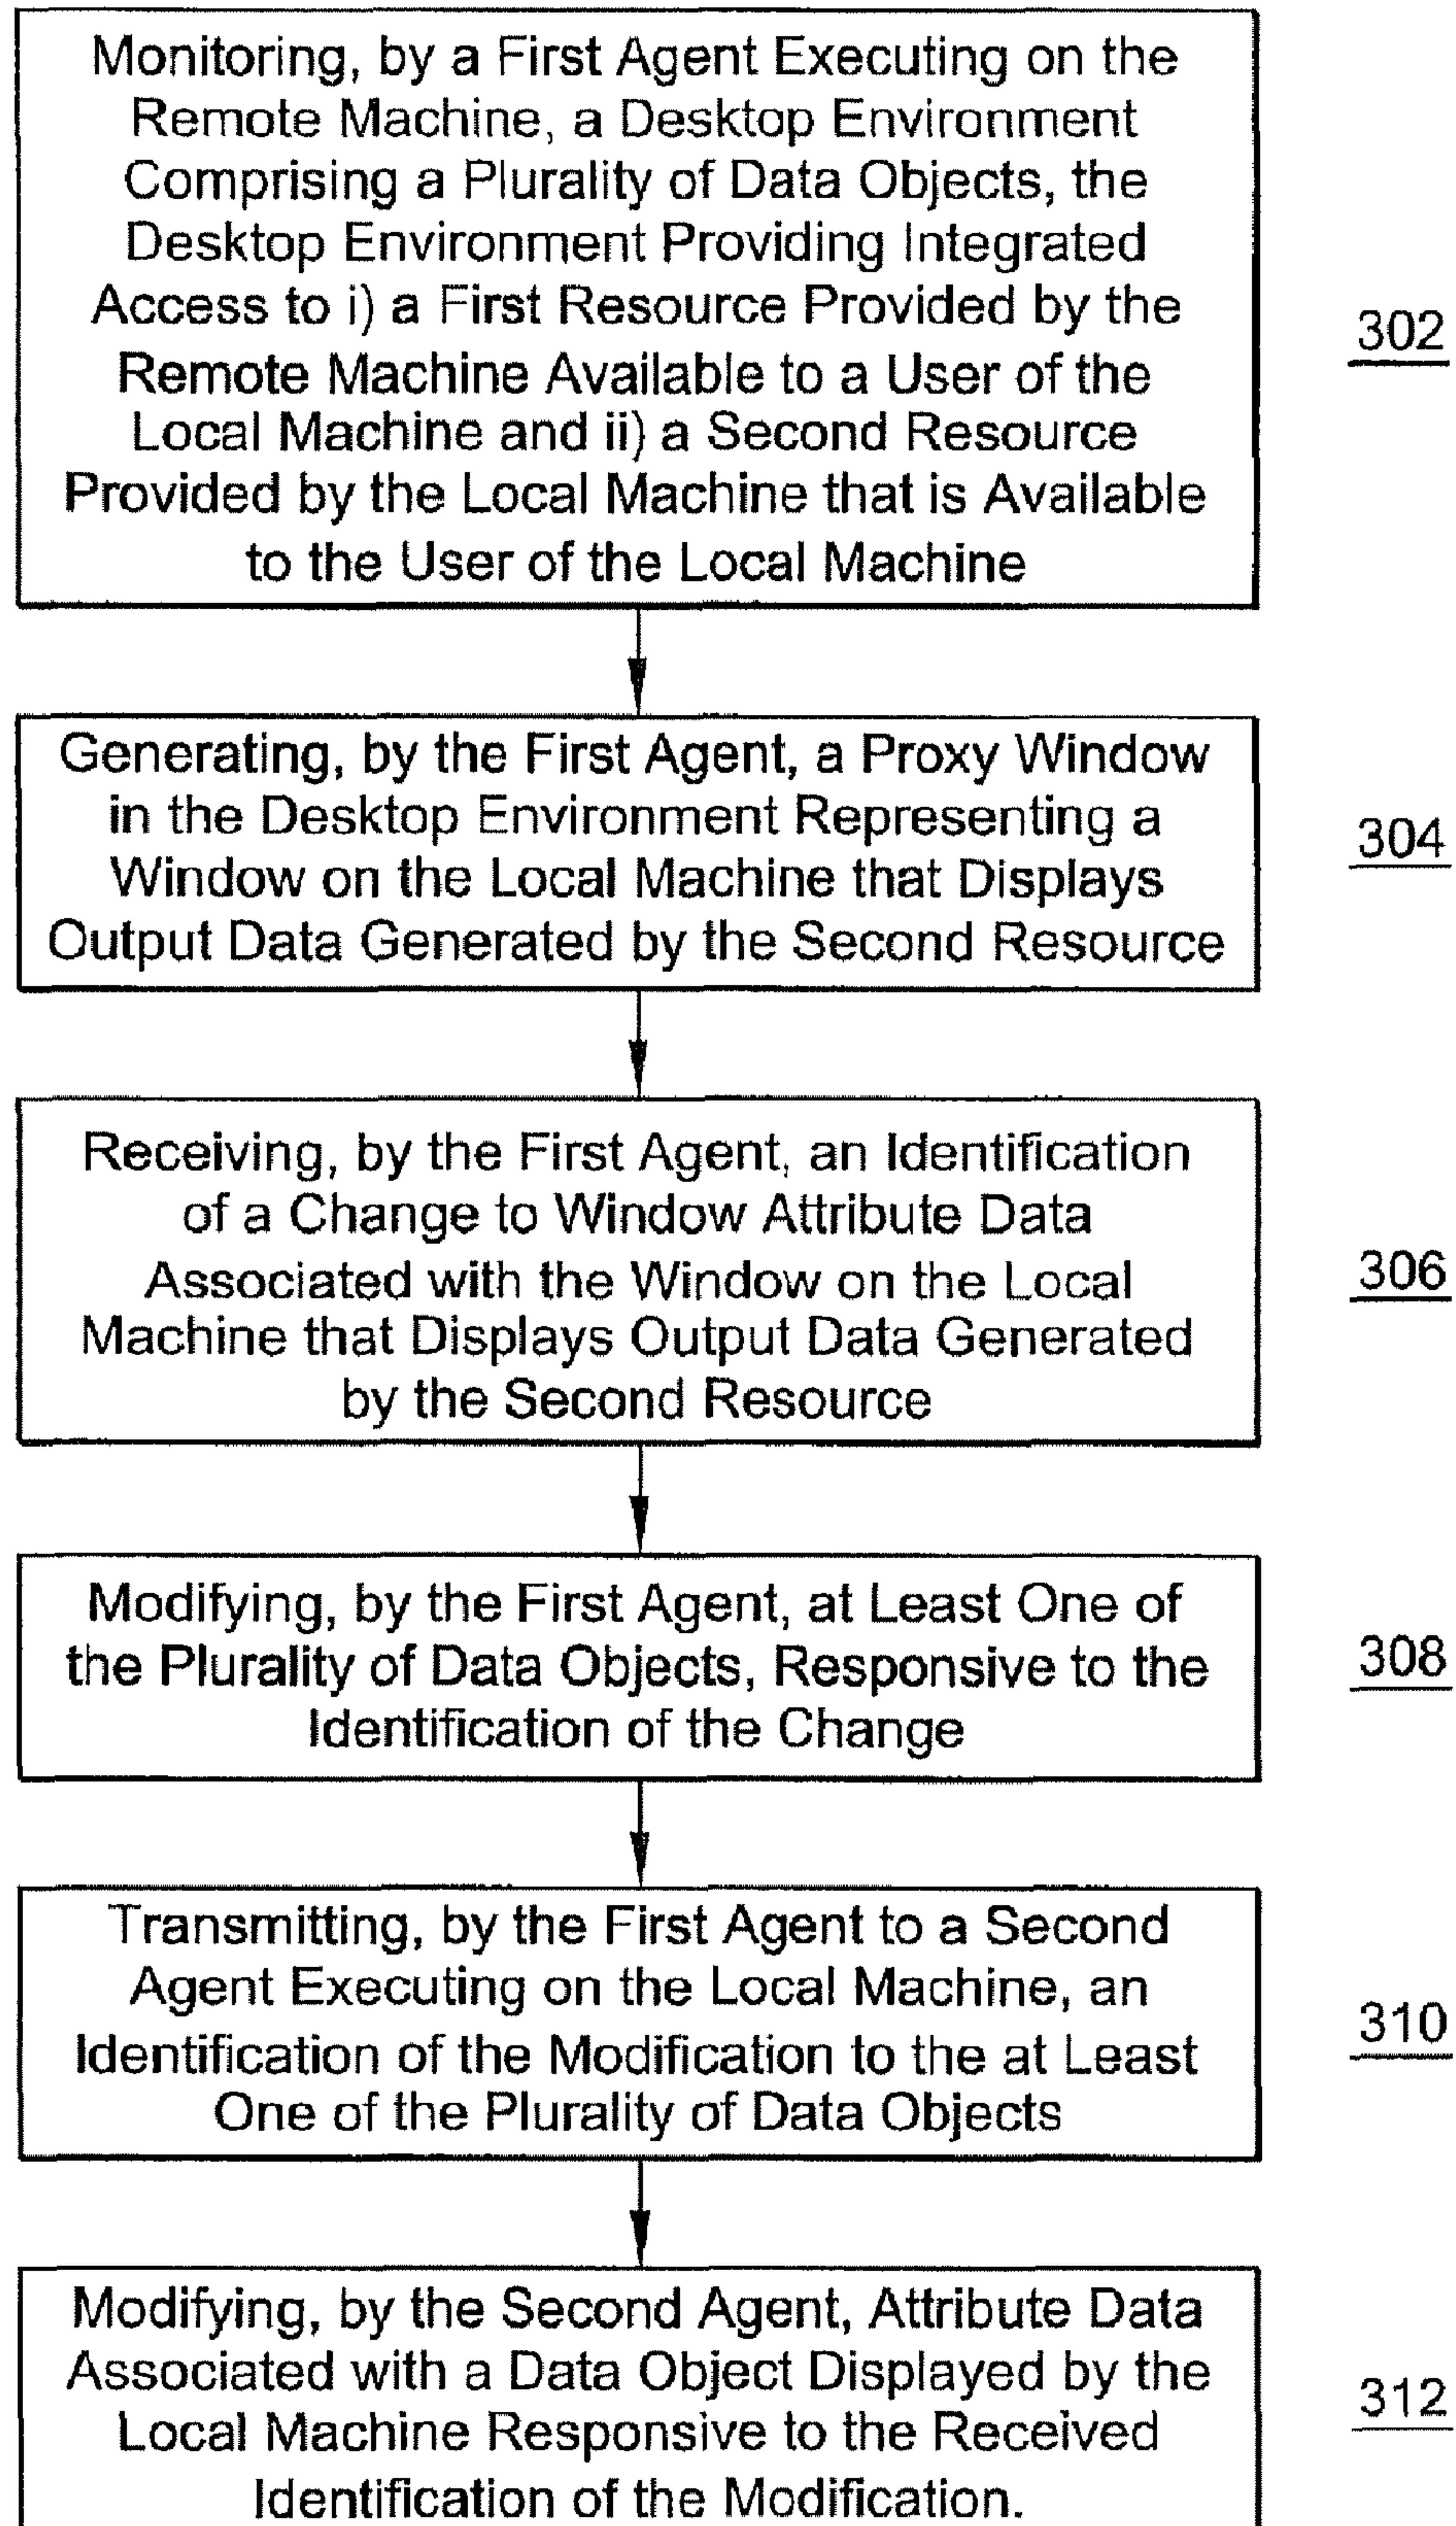 Monitoring, by a First Agent Executing on the
Remote Machine, a Desktop Environment
Comprising a Plurality of Data Objects, the
Desktop Environment Providing Integrated
Access to i) a First Resource Provided by the
Remote Machine Available to a User of the
Local Machine and ii) a Second Resource
Provided by the Local Machine that is Available
to the User of the Local Machine
302
Generating, by the First Agent, a Proxy Window
in the Desktop Environment Representing a
Window on the Local Machine that Displays
Output Data Generated by the Second Resource
304
Receiving, by the First Agent, an Identification
of a Change to Window Attribute Data
Associated with the Window on the Local
Machine that Displays Output Data Generated
by the Second Resource
306
Modifying, by the First Agent, at Least One of
the Plurality of Data Objects, Responsive to the
Identification of the Change
308
Transmitting, by the First Agent to a Second
Agent Executing on the Local Machine, an
Identification of the Modification to the at Least
One of the Plurality of Data Objects
310
Modifying, by the Second Agent, Attribute Data
Associated with a Data Object Displayed by the
Local Machine Responsive to the Received
Identification of the Modification.
312